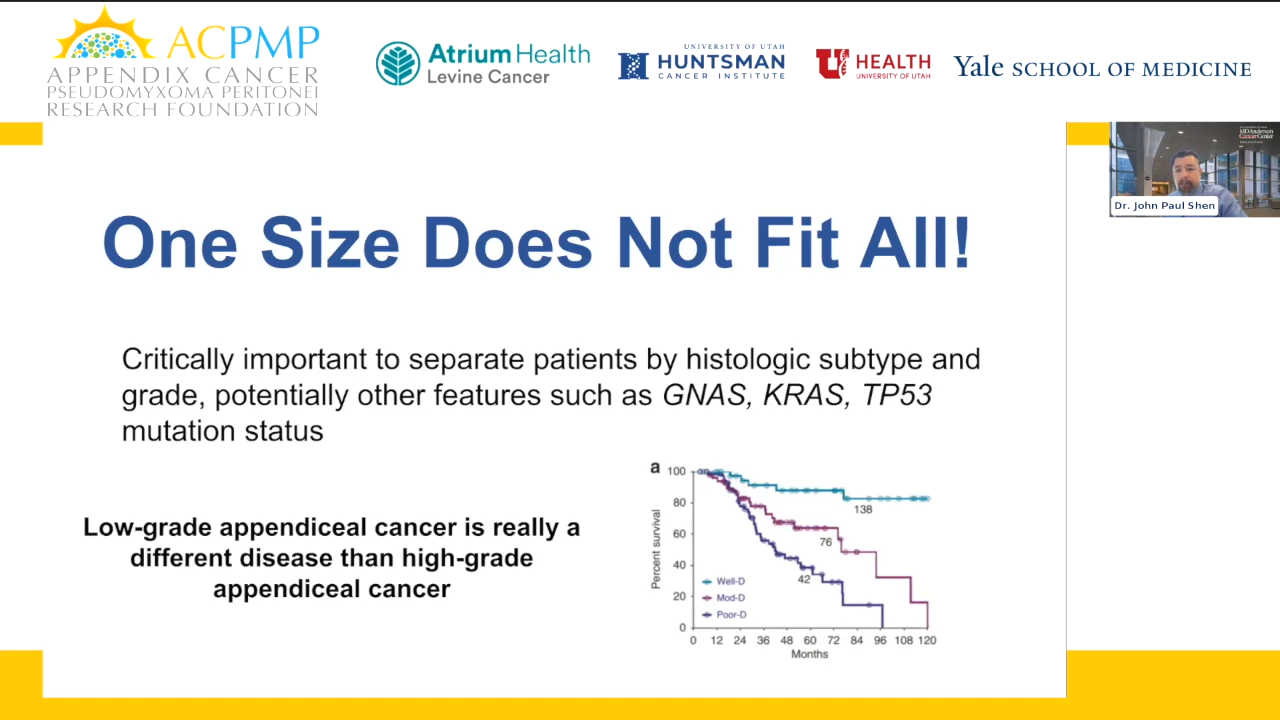 ACPMP
APPENDIX CANCER
PSEUDOMYXOMA PERITONEI
RESEARCH FOUNDATION
Atrium Health
Levine Cancer
UNIVERSITY OF UTAH
HUNTSMAN
CANCER INSTITUTE
U
HEALTH
UNIVERSITY OF UTAH
Yale SCHOOL OF MEDICINE
MDAnderson
Cancer Center
Dr. John Paul Shen
One Size Does Not Fit All!
Critically important to separate patients by histologic subtype and
grade, potentially other features such as GNAS, KRAS, TP53
mutation status
Low-grade appendiceal cancer is really a
different disease than high-grade
appendiceal cancer
a
Percent survival
100
80
60
40
20
0
138
76
42
Well-D
Mod-D
Poor-D
0 12 24 36 48 60 72 84 96 108 120
Months